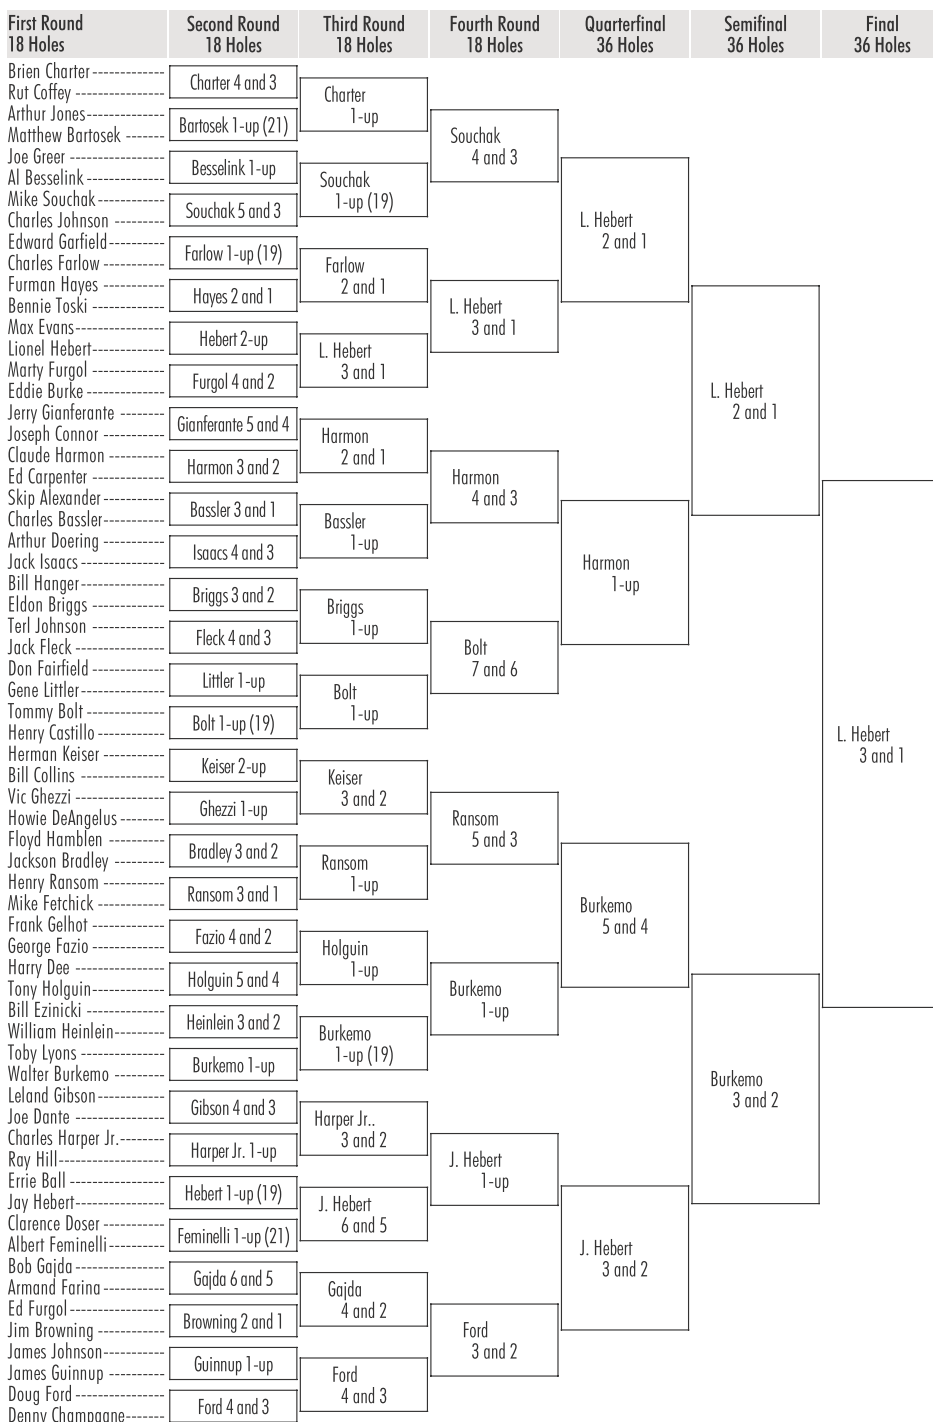 First Round
18 Holes
Second Round
18 Holes
Third Round
18 Holes
Fourth Round
18 Holes
Quarterfinal
36 Holes
Semifinal
36 Holes
Final
36 Holes
Brien Charter
Rut Coffey
Arthur Jones
Matthew Bartosek
Joe Greer
Al Besselink
Mike Souchak
Charles Johnson
Edward Garfield
Charles Farlow
Furman Hayes
Bennie Toski
Max Evans
Lionel Hebert
Marty Furgol
Eddie Burke
Jerry Gianferante
Joseph Connor
Claude Harmon
Ed Carpenter
Skip Alexander
Charles Bassler
Arthur Doering
Jack Isaacs
Bill Hanger
Eldon Briggs
Terl Johnson
Jack Fleck
Don Fairfield
Gene Littler
Tommy Bolt
Henry Castillo
Herman Keiser
Bill Collins
Vic Ghezzi
Howie DeAngelus
Floyd Hamblen
Jackson Bradley
Henry Ransom
Mike Fetchick
Frank Gelhot
George Fazio
Harry Dee
Tony Holguin
Bill Ezinicki
William Heinlein
Toby Lyons
Walter Burkemo
Leland Gibson
Joe Dante
Charles Harper Jr.
Ray Hill
Errie Ball
Jay Hebert
Clarence Doser
Albert Feminelli
Bob Gajda
Armand Farina
Ed Furgol
Jim Browning
James Johnson
James Guinnup
Doug Ford
Denny Champagne
Charter 4 and 3
Bartosek 1-up (21)
Besselink 1-up
Souchak 5 and 3
Farlow 1-up (19)
Hayes 2 and 1
Hebert 2-up
Furgol 4 and 2
Gianferante 5 and 4
Harmon 3 and 2
Bassler 3 and 1
Isaacs 4 and 3
Briggs 3 and 2
Fleck 4 and 3
Littler 1-up
Bolt 1-up (19)
Keiser 2-up
Ghezzi 1-up
Bradley 3 and 2
Ransom 3 and 1
Fazio 4 and 2
Holguin 5 and 4
Heinlein 3 and 2
Burkemo 1-up
Gibson 4 and 3
Harper Jr. 1-up
Hebert 1-up (19)
Feminelli 1-up (21)
Gajda 6 and 5
Browning 2 and 1
Guinnup 1-up
Ford 4 and 3
Charter
1-up
Souchak
1-up (19)
Farlow
2 and 1
L. Hebert
3 and 1
Harmon
2 and 1
Bassler
1-up
Briggs
1-up
Bolt
1-up
Keiser
3 and 2
Ransom
1-up
Holguin
1-up
Burkemo
1-up (19)
Harper Jr..
3 and 2
J. Hebert
6 and 5
Gajda
4 and 2
Ford
4 and 3
Souchak
4 and 3
L. Hebert
3 and 1
Harmon
4 and 3
Bolt
7 and 6
Ransom
5 and 3
Burkemo
1-up
J. Hebert
1-up
Ford
3 and 2
L. Hebert
2 and 1
Harmon
1-up
Burkemo
5 and 4
J. Hebert
3 and 2
L. Hebert
2 and 1
Burkemo
3 and 2
L. Hebert
3 and 1